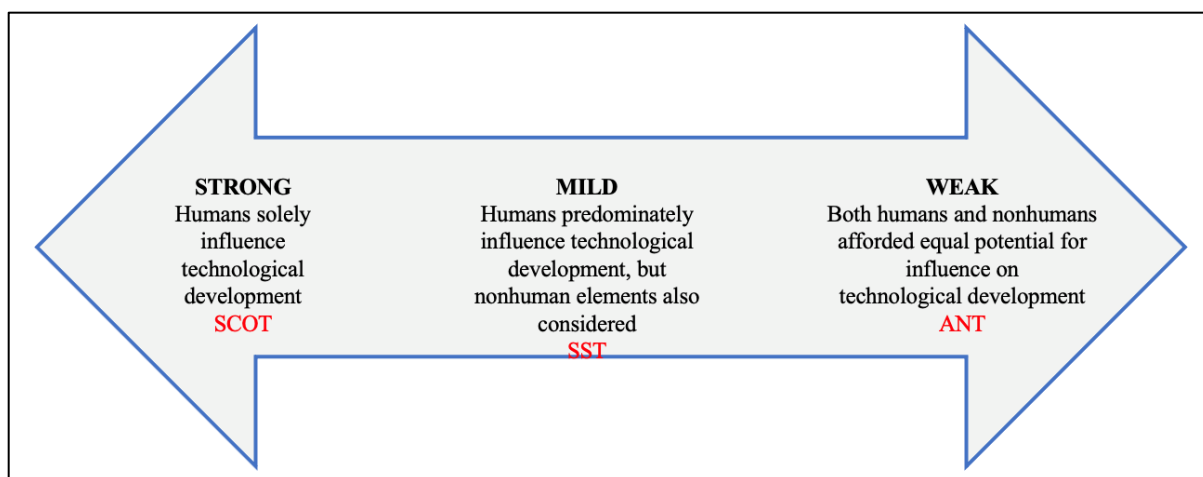 STRONG
Humans solely
influence
technological
development
SCOT
MILD
Humans predominately
influence technological
development, but
nonhuman elements also
considered
SST
WEAK
Both humans and nonhumans
afforded equal potential for
influence on
technological development
ANT